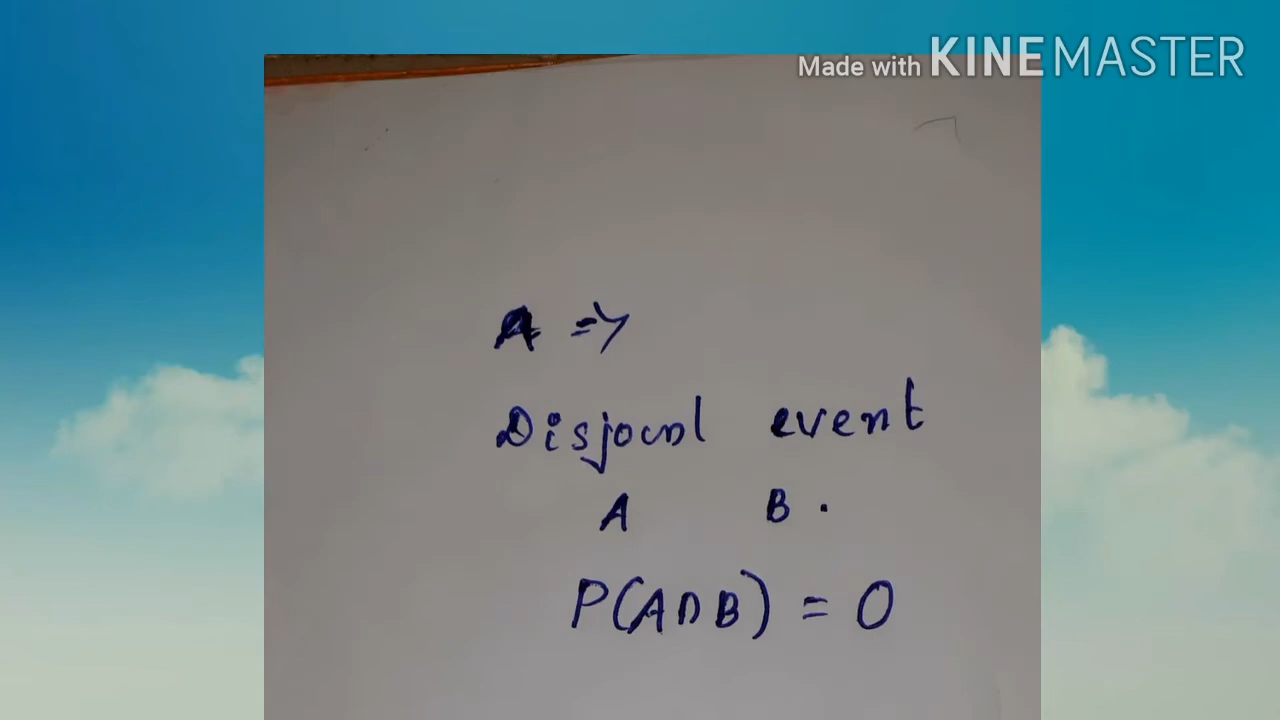 Made with KINEMASTER
A =>
Disjoint event
A B .
P(A∩B) = 0